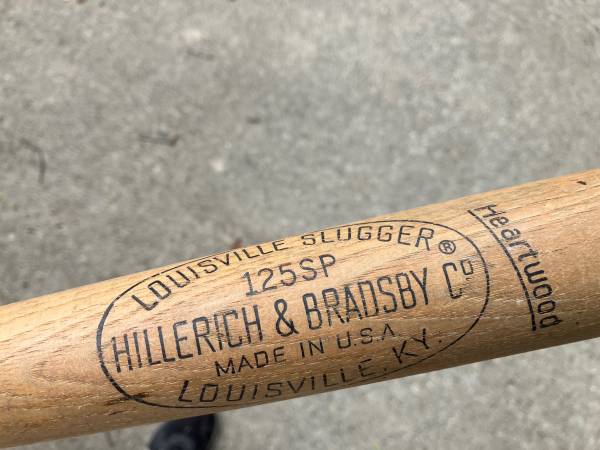 LOUISVILLE SLUGGER®
125SP
HILLERICH & BRADSBY Cº
MADE IN U.S.A
LOUISVILLE, KY.
Heartwood